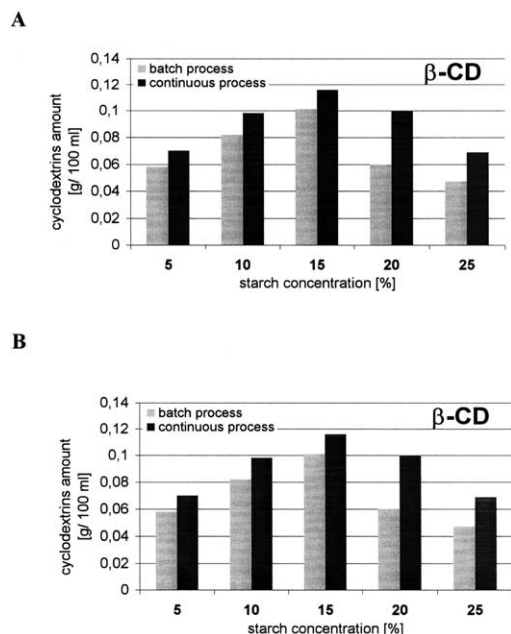 A
cyclodextrins amount
[g/ 100 ml]
0,14
0,12
0,1
0,08
0,06
0,04
0,02
0
batch process
continuous process
β-CD
5 10 15 20 25
starch concentration [%]
B
cyclodextrins amount
[g/ 100 ml]
0,14
0,12
0,1
0,08
0,06
0,04
0,02
0
batch process
continuous process
β-CD
5 10 15 20 25
starch concentration [%]